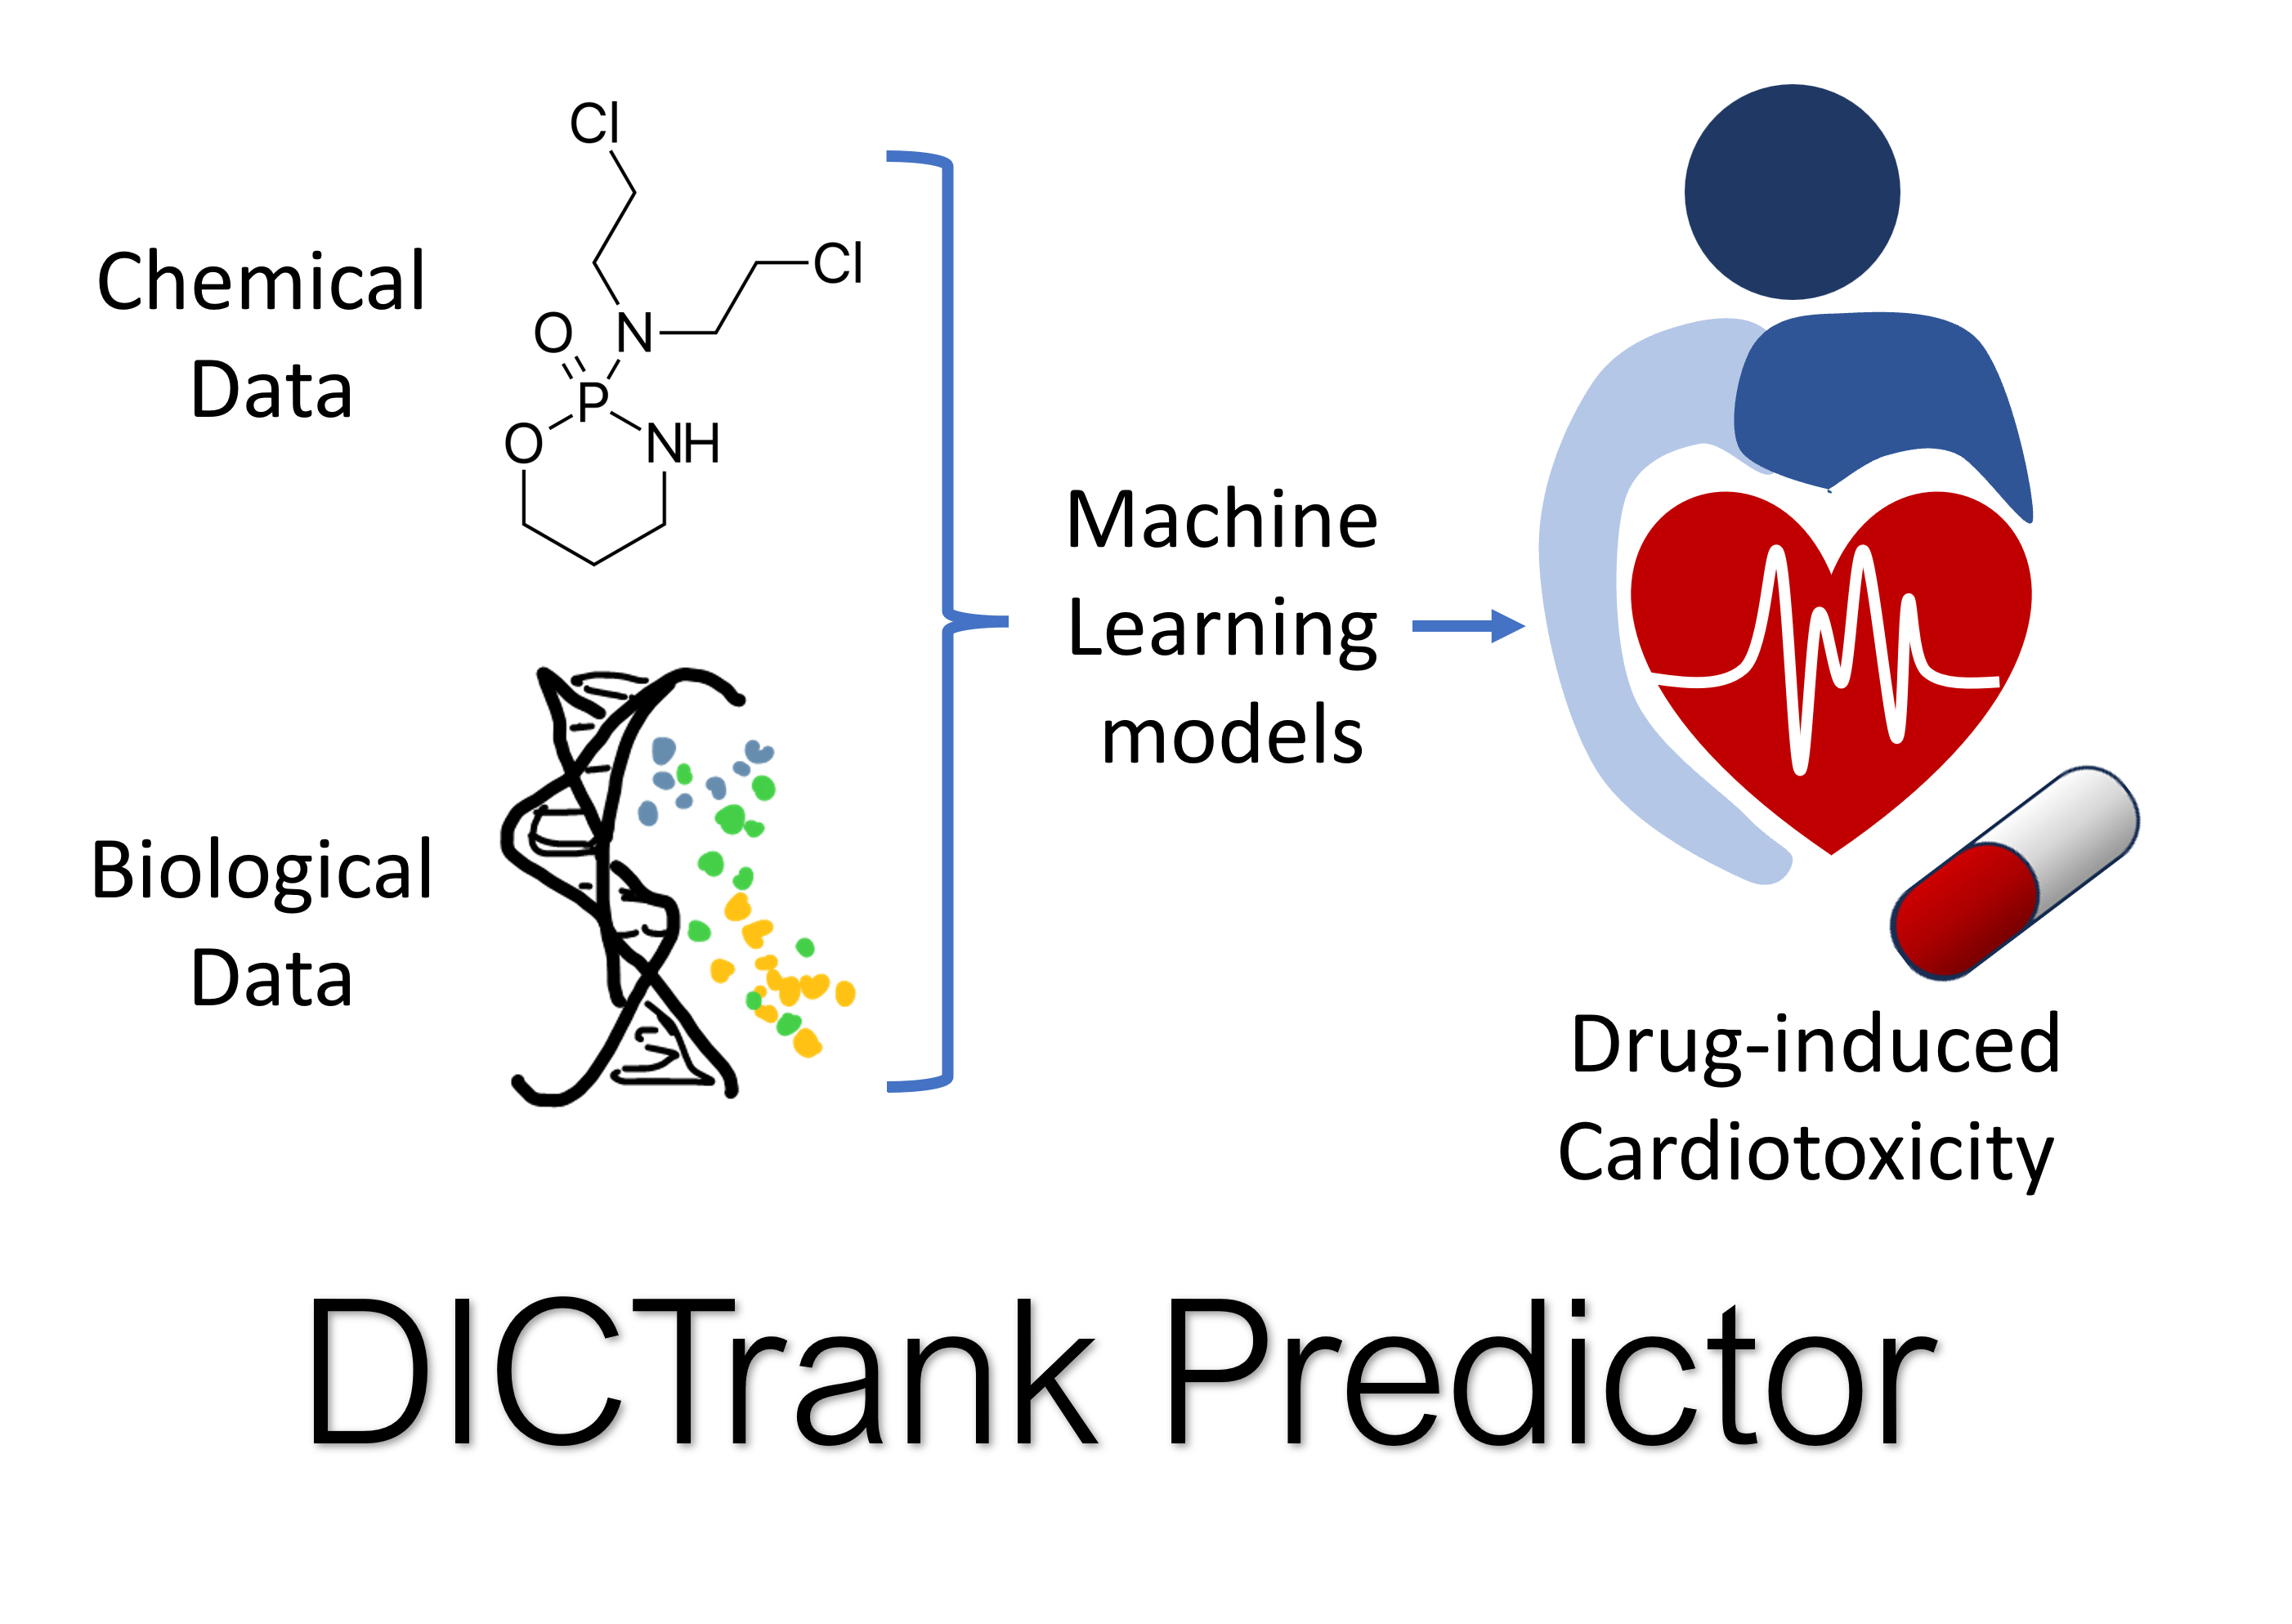 Chemical
Data
Cl
Cl
O
N
P
O
NH
Biological
Data
Machine
Learning
models
Drug-induced
Cardiotoxicity
DICTrank Predictor